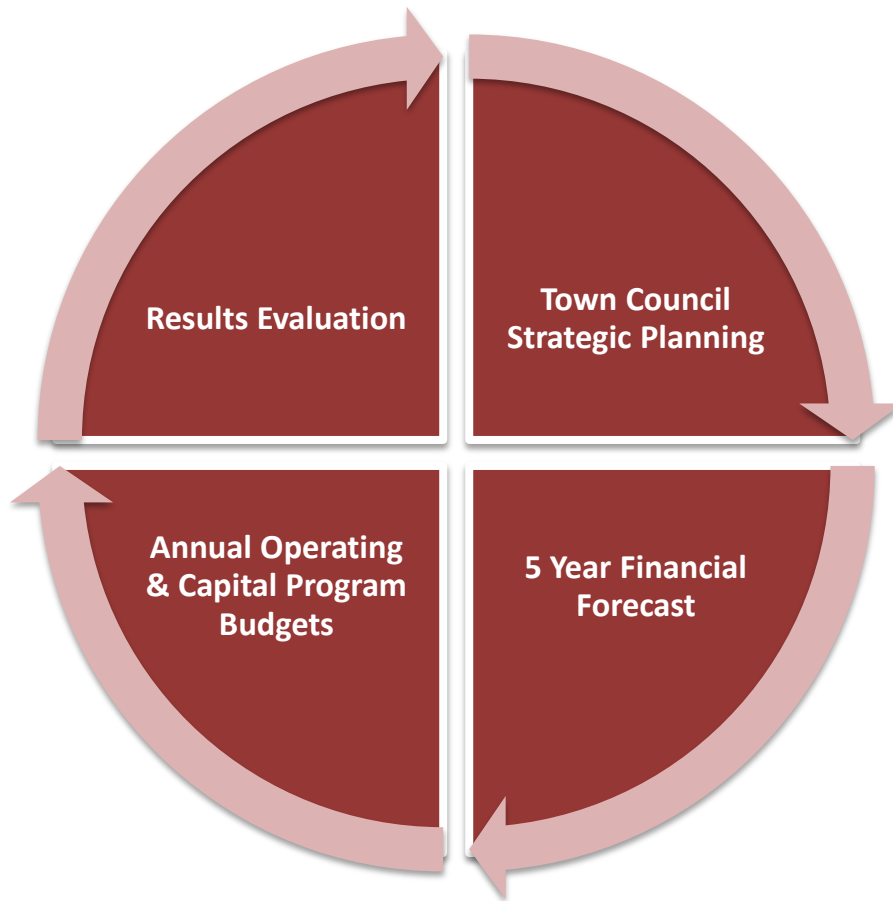 Results Evaluation
Town Council
Strategic Planning
Annual Operating
& Capital Program
Budgets
5 Year Financial
Forecast